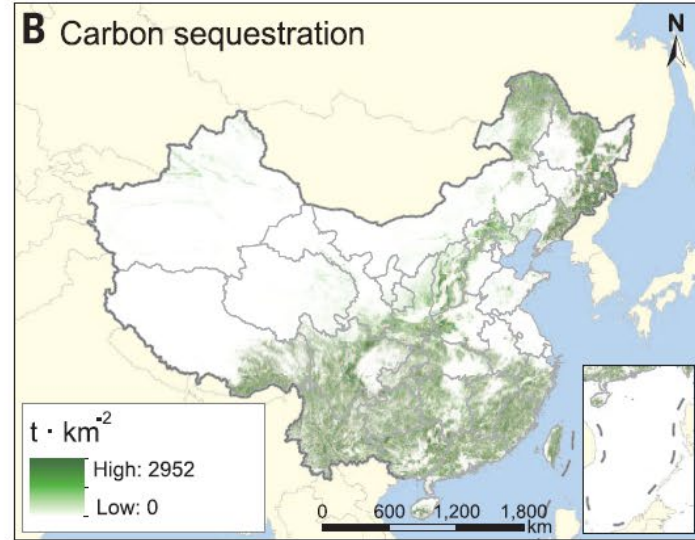 B Carbon sequestration
N
t · km⁻²
High: 2952
Low: 0
0 600 1,200 1,800
km